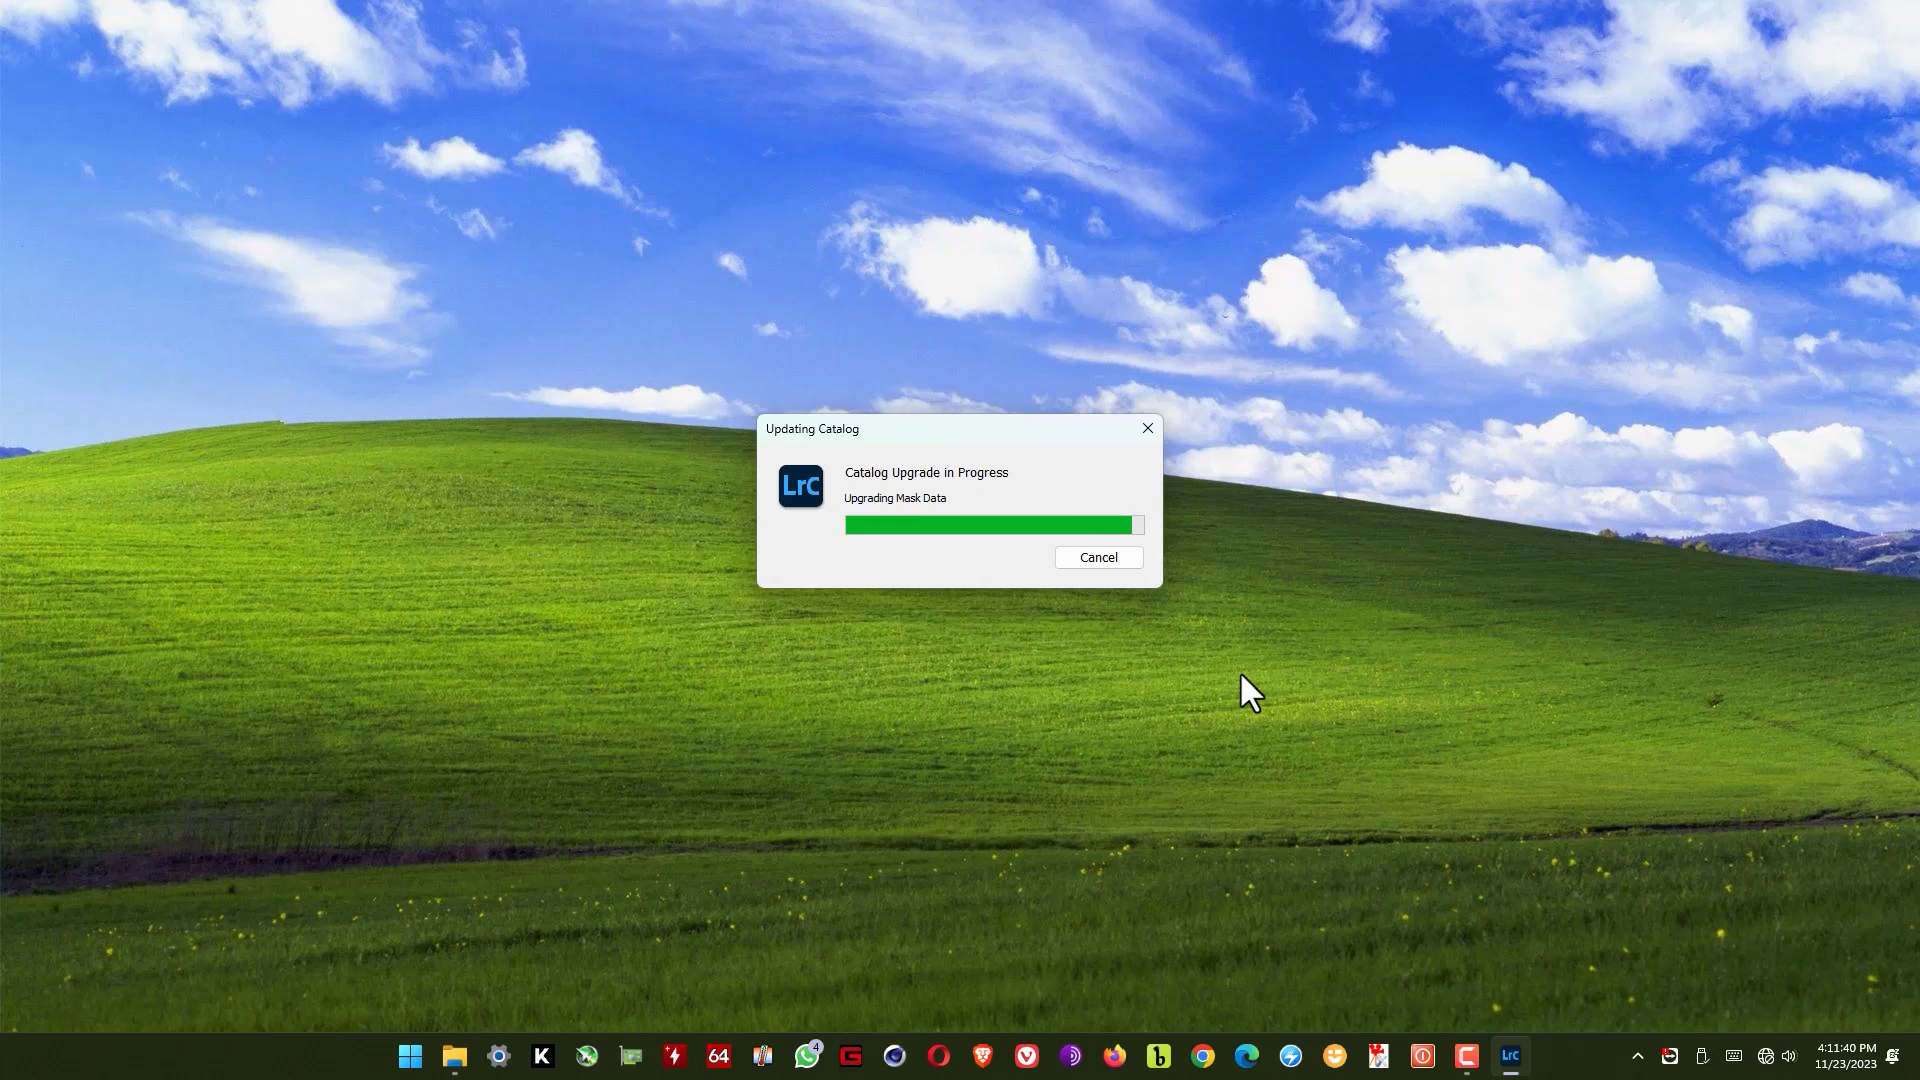 Updating Catalog
LrC
Catalog Upgrade in Progress
Upgrading Mask Data
Cancel
K
64
4
LrC
4:11:40 PM
11/23/2023